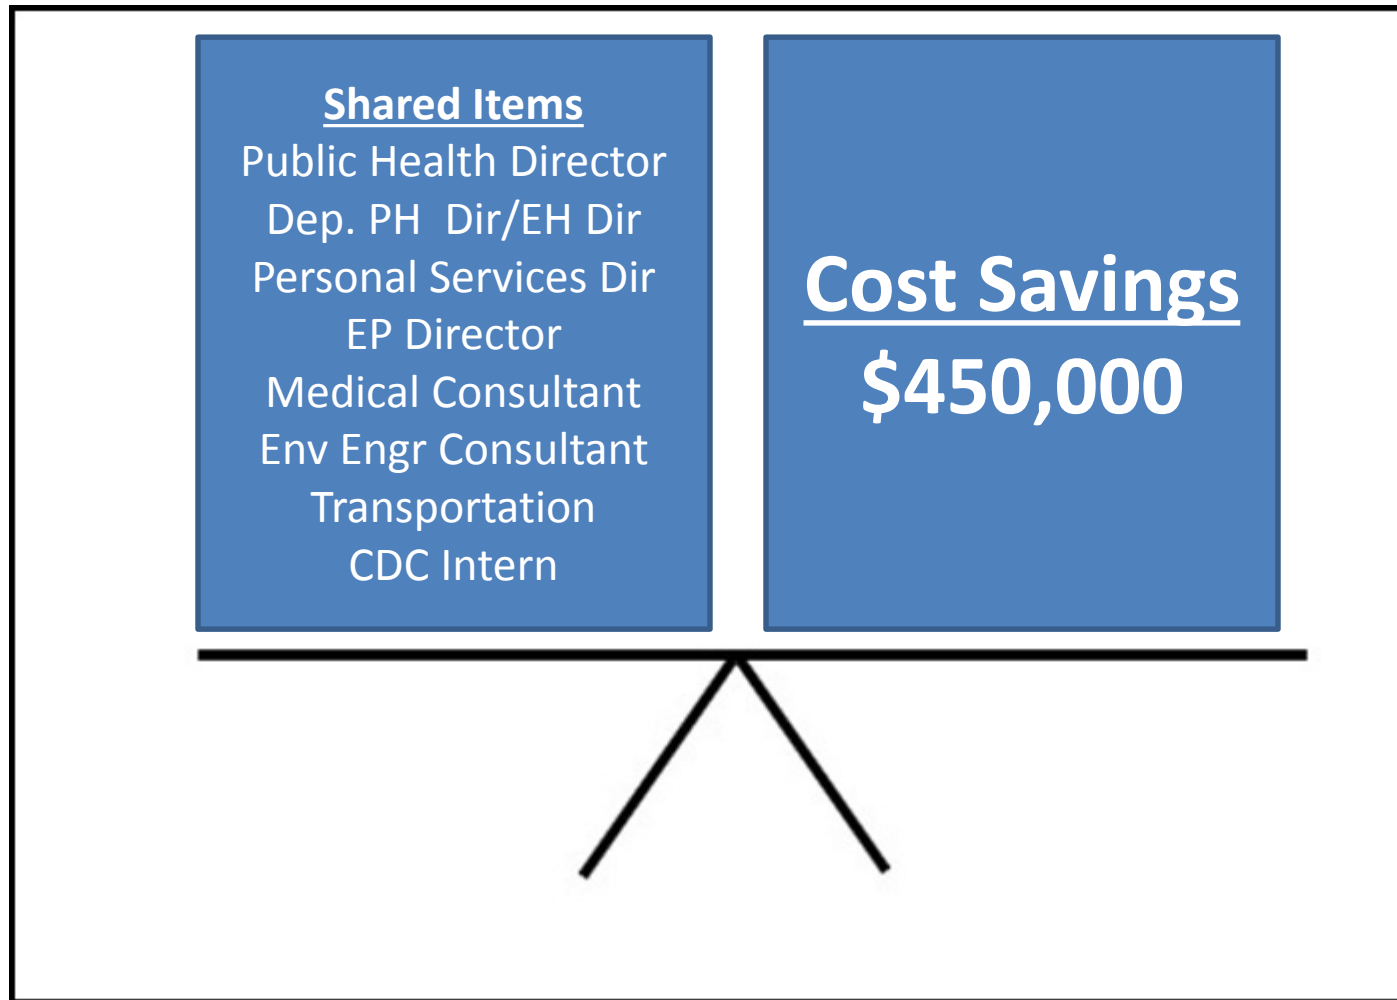 Shared Items
Public Health Director
Dep. PH  Dir/EH Dir
Personal Services Dir
EP Director
Medical Consultant
Env Engr Consultant
Transportation
CDC Intern
Cost Savings
$450,000